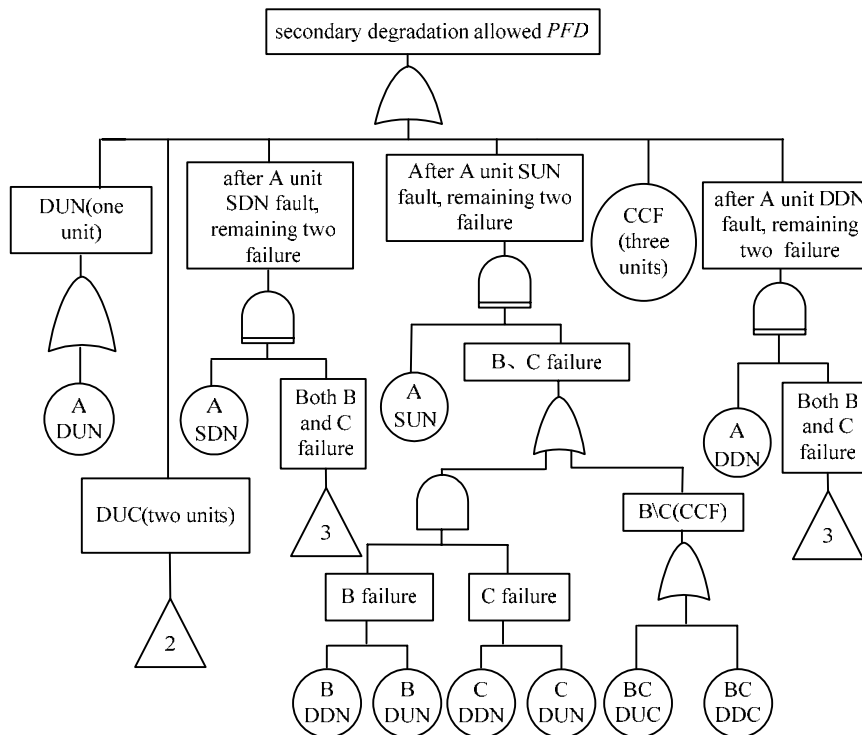 secondary degradation allowed PFD
DUN(one
unit)
after A unit
SDN fault,
remaining two
failure
After A unit SUN
fault, remaining two
failure
CCF
(three
units)
after A unit DDN
fault, remaining
two failure
A
DUN
A
SDN
Both B
and C
failure
A
SUN
B、C failure
A
DDN
Both B
and C
failure
DUC(two units)
2
3
B\C(CCF)
3
B failure
C failure
B
DDN
B
DUN
C
DDN
C
DUN
BC
DUC
BC
DDC